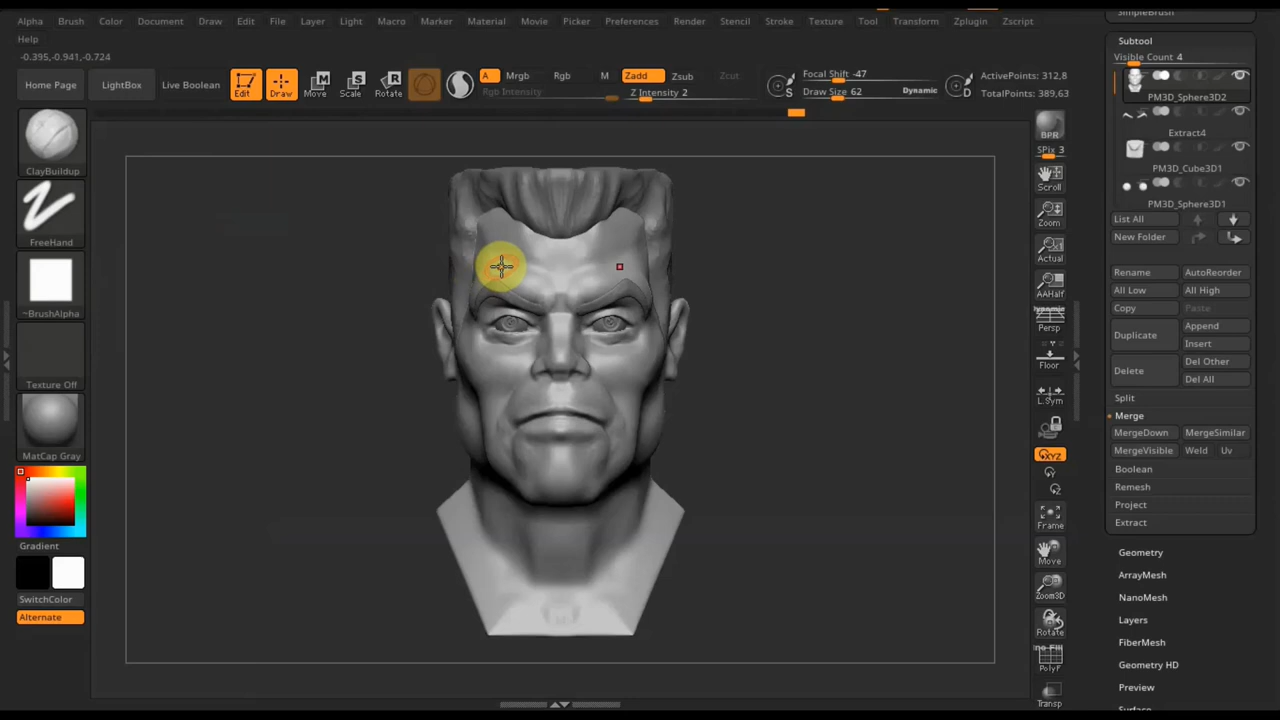 Alpha Brush Color Document Draw Edit File Layer Light Macro Marker Material Movie Picker Preferences Render Stencil Stroke Texture Tool Transform Zplugin Zscript
SimpleBrush
Help
Subtool
-0.395,-0.941,-0.724
Visible Count 4
Home Page LightBox Live Boolean Edit Draw Move Scale Rotate A Mrgb Rgb M Zadd Zsub Zcut Focal Shift -47 ActivePoints: 312,8
Rgb Intensity Z Intensity 2 Draw Size 62 Dynamic TotalPoints: 389,63
PM3D_Sphere3D2
Extract4
PM3D_Cube3D1
PM3D_Sphere3D1
List All
New Folder
Rename AutoReorder
All Low All High
Copy Paste
Duplicate Append
Insert
Delete Del Other
Del All
Split
Merge
MergeDown MergeSimilar
MergeVisible Weld Uv
Boolean
Remesh
Project
Extract
Geometry
ArrayMesh
NanoMesh
Layers
FiberMesh
Geometry HD
Preview
BPR
SPix 3
Scroll
Zoom
Actual
AAHalf
Dynamic
Persp
Floor
L.Sym
XYZ
Frame
Move
Zoom3D
Rotate
PolyF
Transp
ClayBuildup
FreeHand
~BrushAlpha
Texture Off
MatCap Gray
Gradient
SwitchColor
Alternate